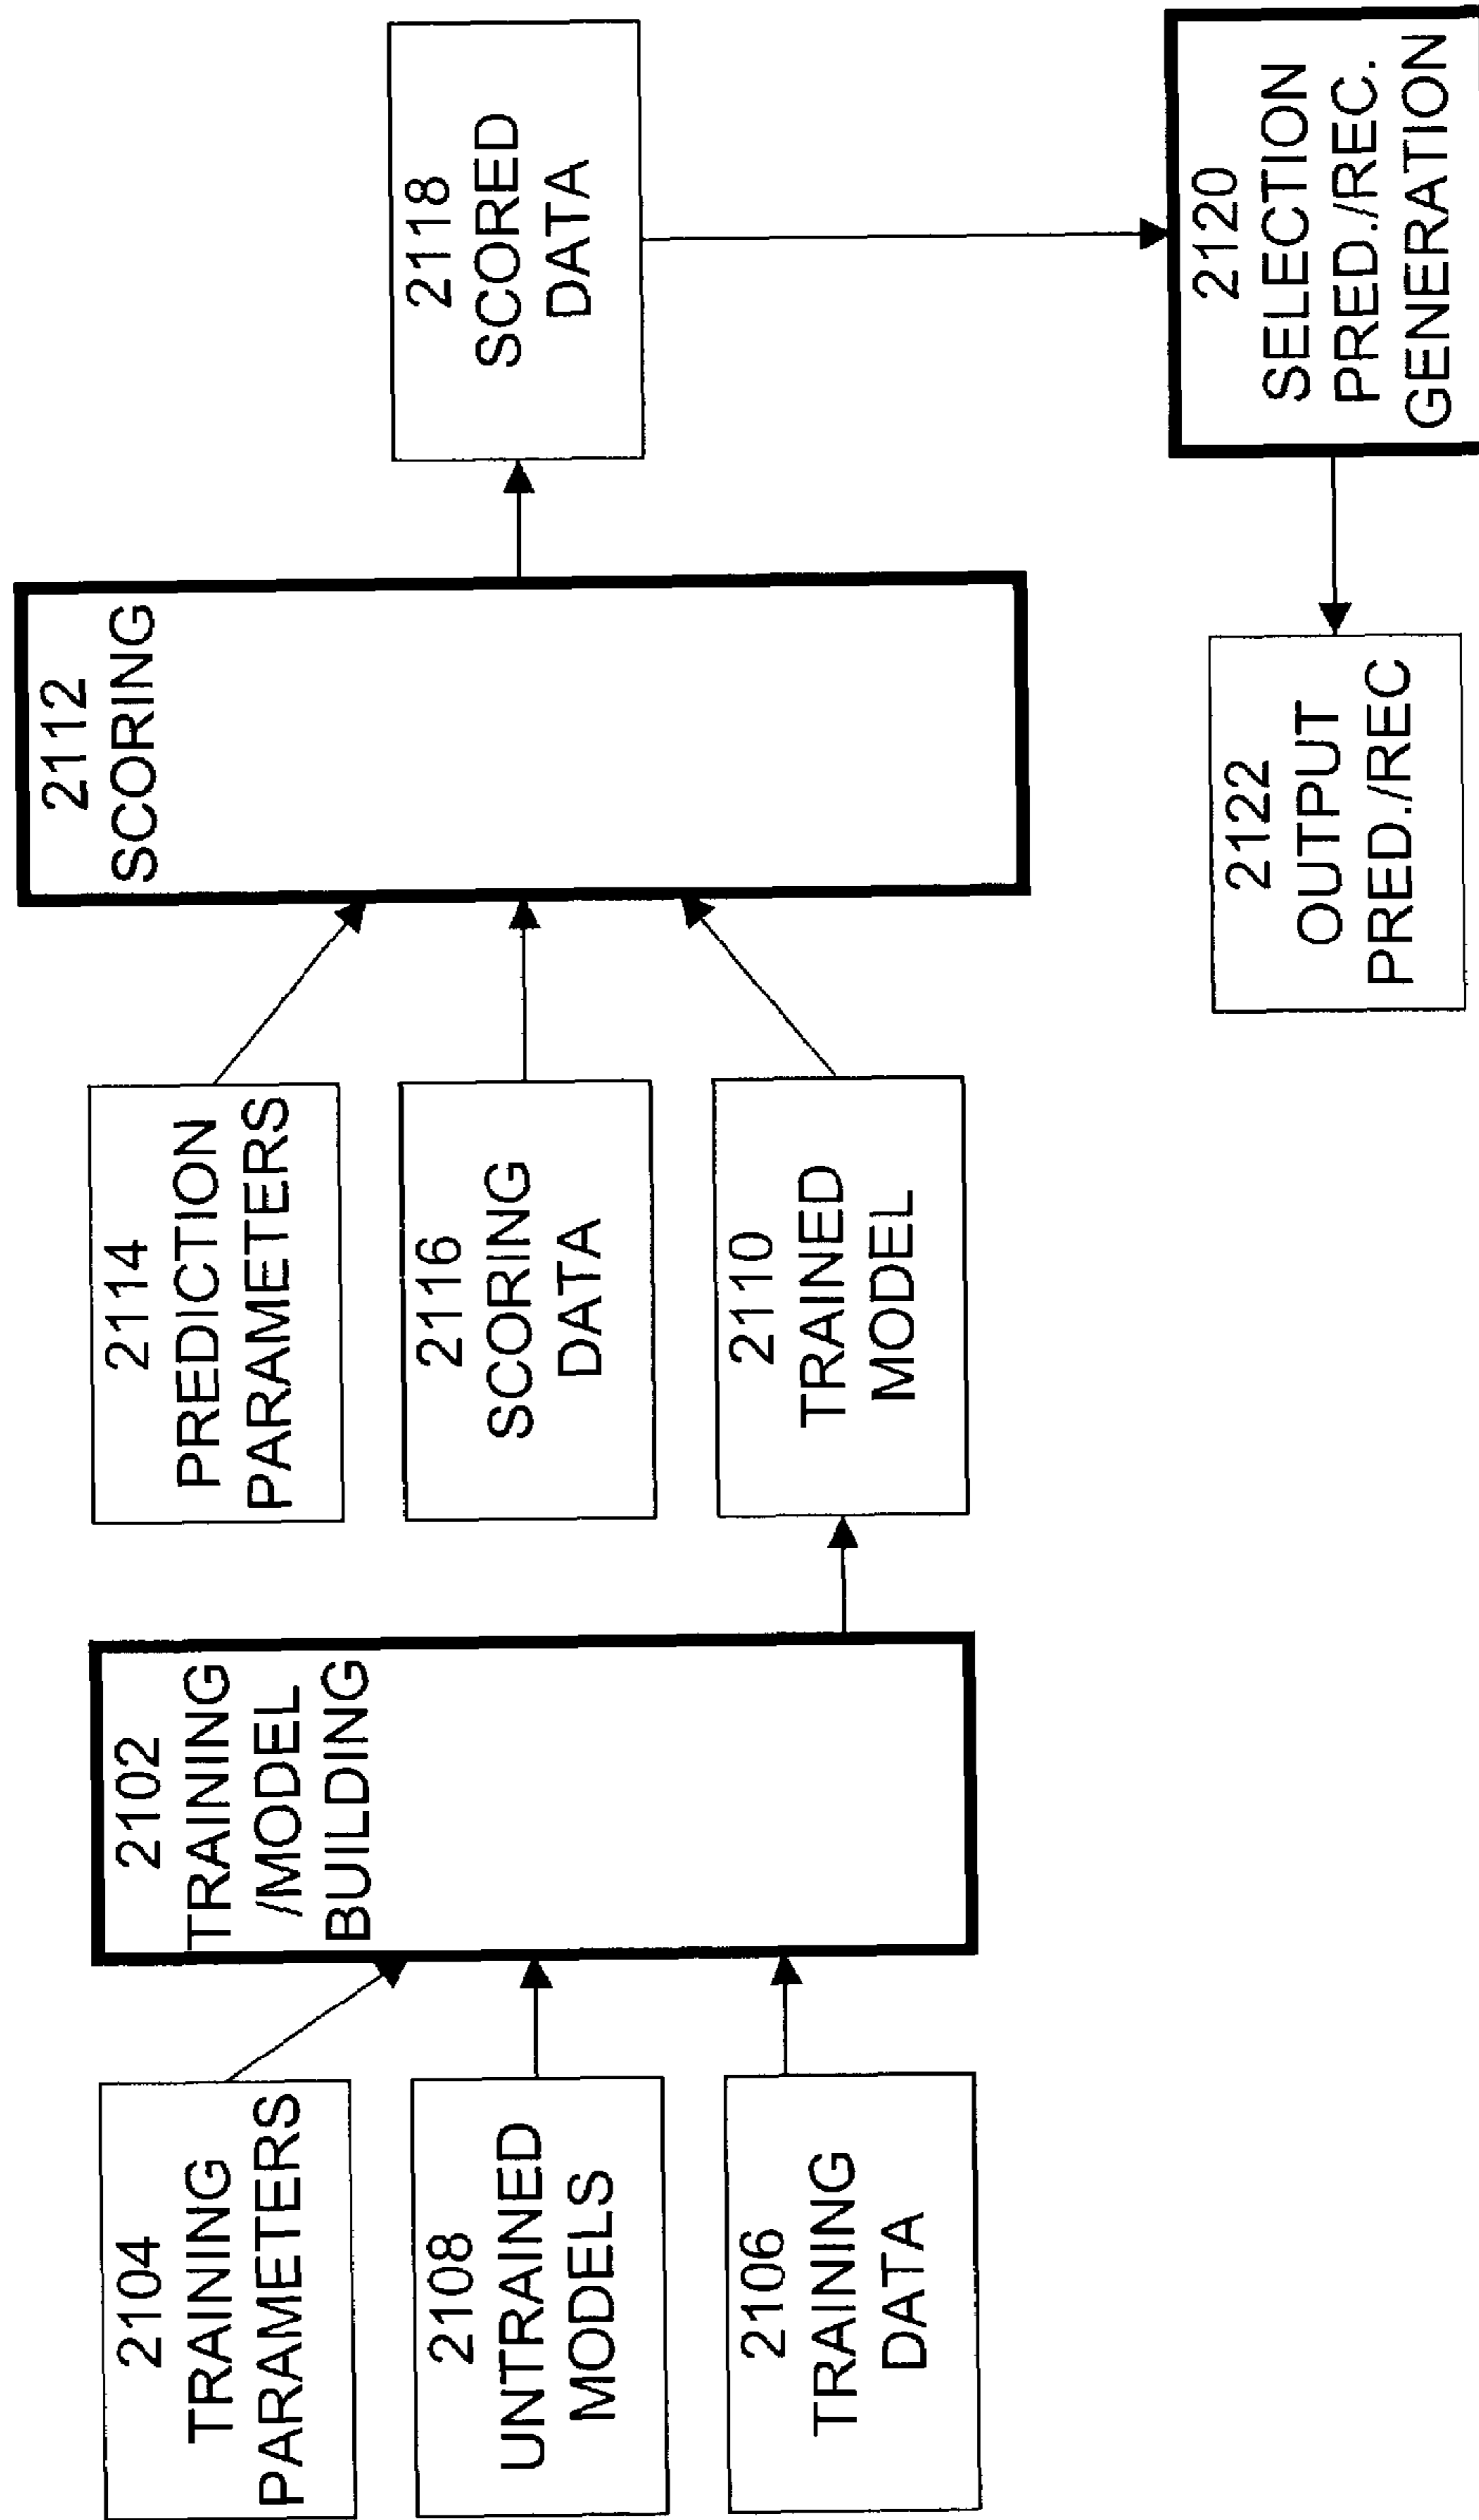 2104
TRAINING
PARAMETERS
2108
UNTRAINED
MODELS
2106
TRAINING
DATA
2102
TRAINING
/MODEL
BUILDING
2114
PREDICTION
PARAMETERS
2116
SCORING
DATA
2110
TRAINED
MODEL
2112
SCORING
2118
SCORED
DATA
2120
SELECTION
PRED./REC.
GENERATION
2122
OUTPUT
PRED./REC